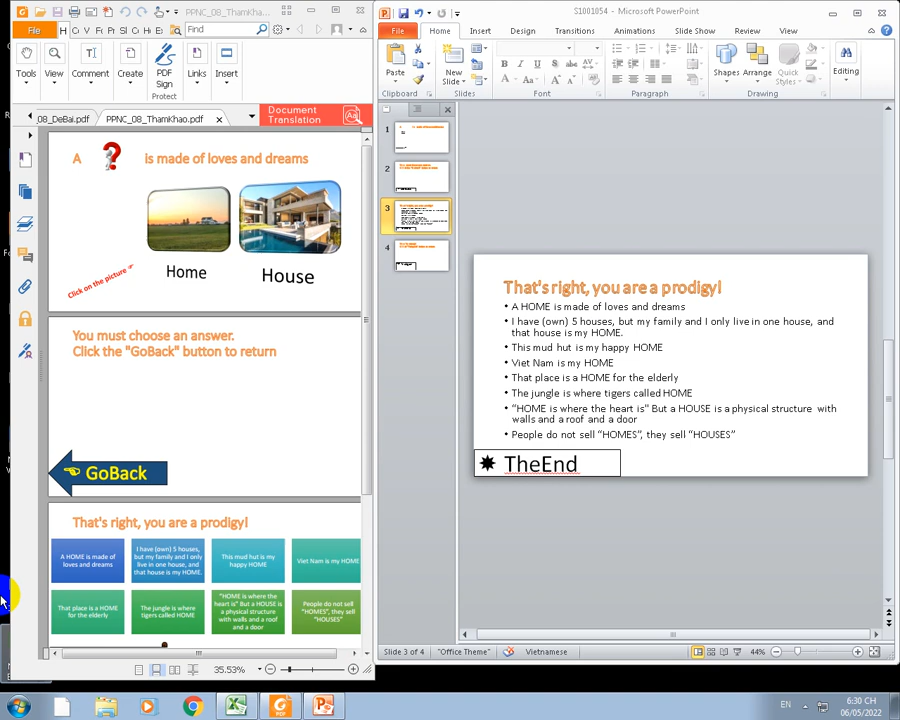 PPNC_08_ThamKhao...
File
H
C
V
F
Pr
Sl
Ci
H
E
Find
Tools
View
Comment
Create
PDF
Sign
Links
Insert
Protect
08_DeBai.pdf
PPNC_08_ThamKhao.pdf
Document
Translation
A ? is made of loves and dreams
Home
House
Click on the picture
You must choose an answer.
Click the "GoBack" button to return
GoBack
That's right, you are a prodigy!
A HOME is made of
loves and dreams
I have (own) 5 houses,
but my family and I only
live in one house, and
that house is my HOME.
This mud hut is my
happy HOME
Viet Nam is my HOME
That place is a HOME
for the elderly
The jungle is where
tigers called HOME
"HOME is where the
heart is" But a HOUSE is
a physical structure
with walls and a roof
and a door
People do not sell
"HOMES", they sell
"HOUSES"
35.53%
S1001054 - Microsoft PowerPoint
File
Home
Insert
Design
Transitions
Animations
Slide Show
Review
View
Paste
Clipboard
New
Slide
Slides
B
I
U
S
abc
AV
A
A
A
Aa
Font
Paragraph
Shapes
Arrange
Quick
Styles
Drawing
Editing
1
2
3
4
That's right, you are a prodigy!
• A HOME is made of loves and dreams
• I have (own) 5 houses, but my family and I only live in one house, and
that house is my HOME.
• This mud hut is my happy HOME
• Viet Nam is my HOME
• That place is a HOME for the elderly
• The jungle is where tigers called HOME
• "HOME is where the heart is" But a HOUSE is a physical structure with
walls and a roof and a door
• People do not sell "HOMES", they sell "HOUSES"
TheEnd
Slide 3 of 4
"Office Theme"
Vietnamese
44%
EN
6:30 CH
06/05/2022